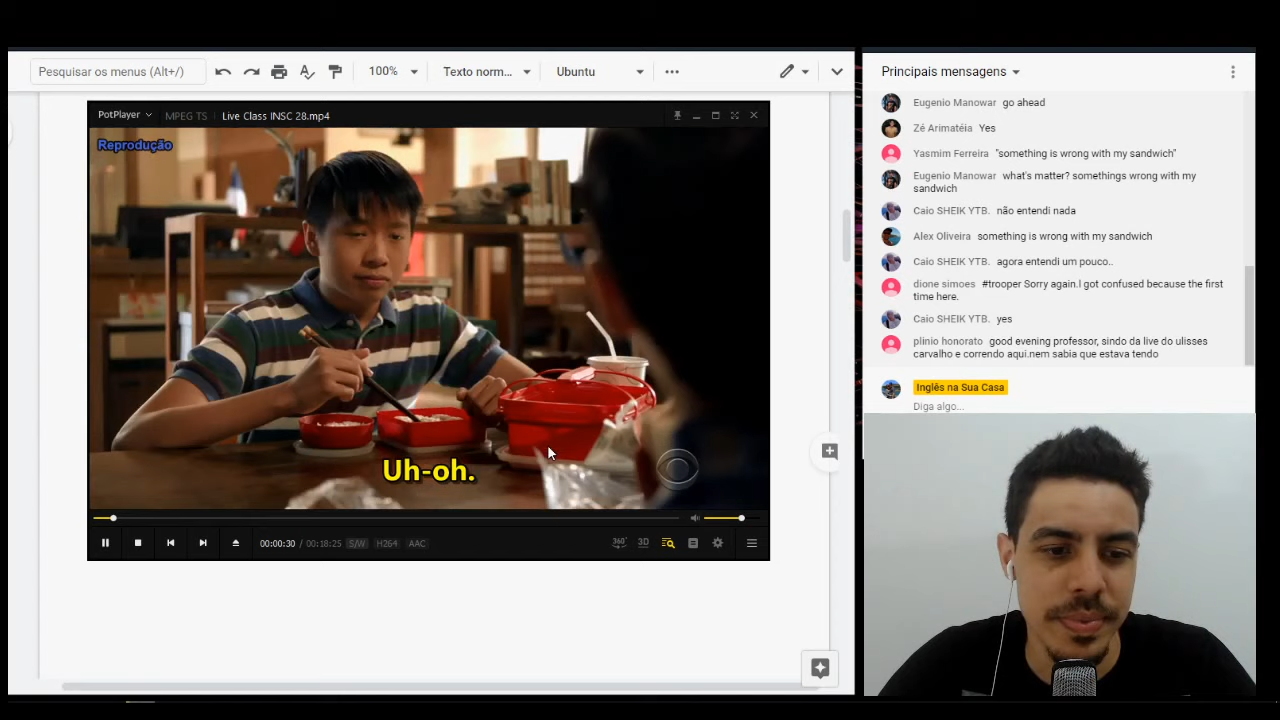 Pesquisar os menus (Alt+/)
100%
Texto norm...
Ubuntu
PotPlayer
MPEG TS
Live Class INSC 28.mp4
Reprodução
Uh-oh.
00:00:30 / 00:18:25 S/W H264 AAC
360°
3D
Principais mensagens
Eugenio Manowar go ahead
Zé Arimatéia Yes
Yasmim Ferreira "something is wrong with my sandwich"
Eugenio Manowar what's matter? somethings wrong with my
sandwich
Caio SHEIK YTB. não entendi nada
Alex Oliveira something is wrong with my sandwich
Caio SHEIK YTB. agora entendi um pouco..
dione simoes #trooper Sorry again.I got confused because the first
time here.
Caio SHEIK YTB. yes
plinio honorato good evening professor, sindo da live do ulisses
carvalho e correndo aqui.nem sabia que estava tendo
Inglês na Sua Casa
Diga algo...